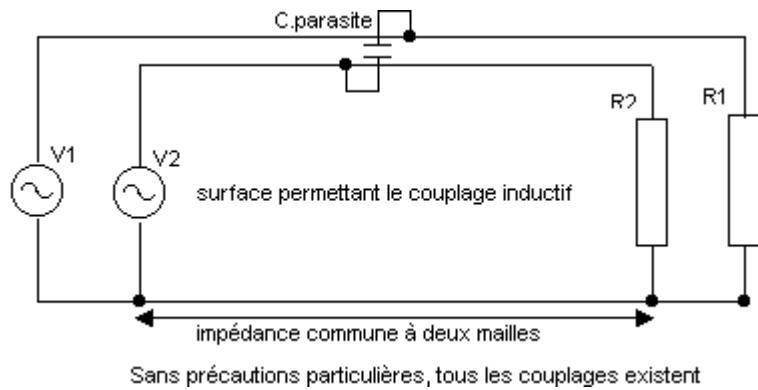 C.parasite
R2
R1
V1
V2
surface permettant le couplage inductif
impédance commune à deux mailles
Sans précautions particulières, tous les couplages existent